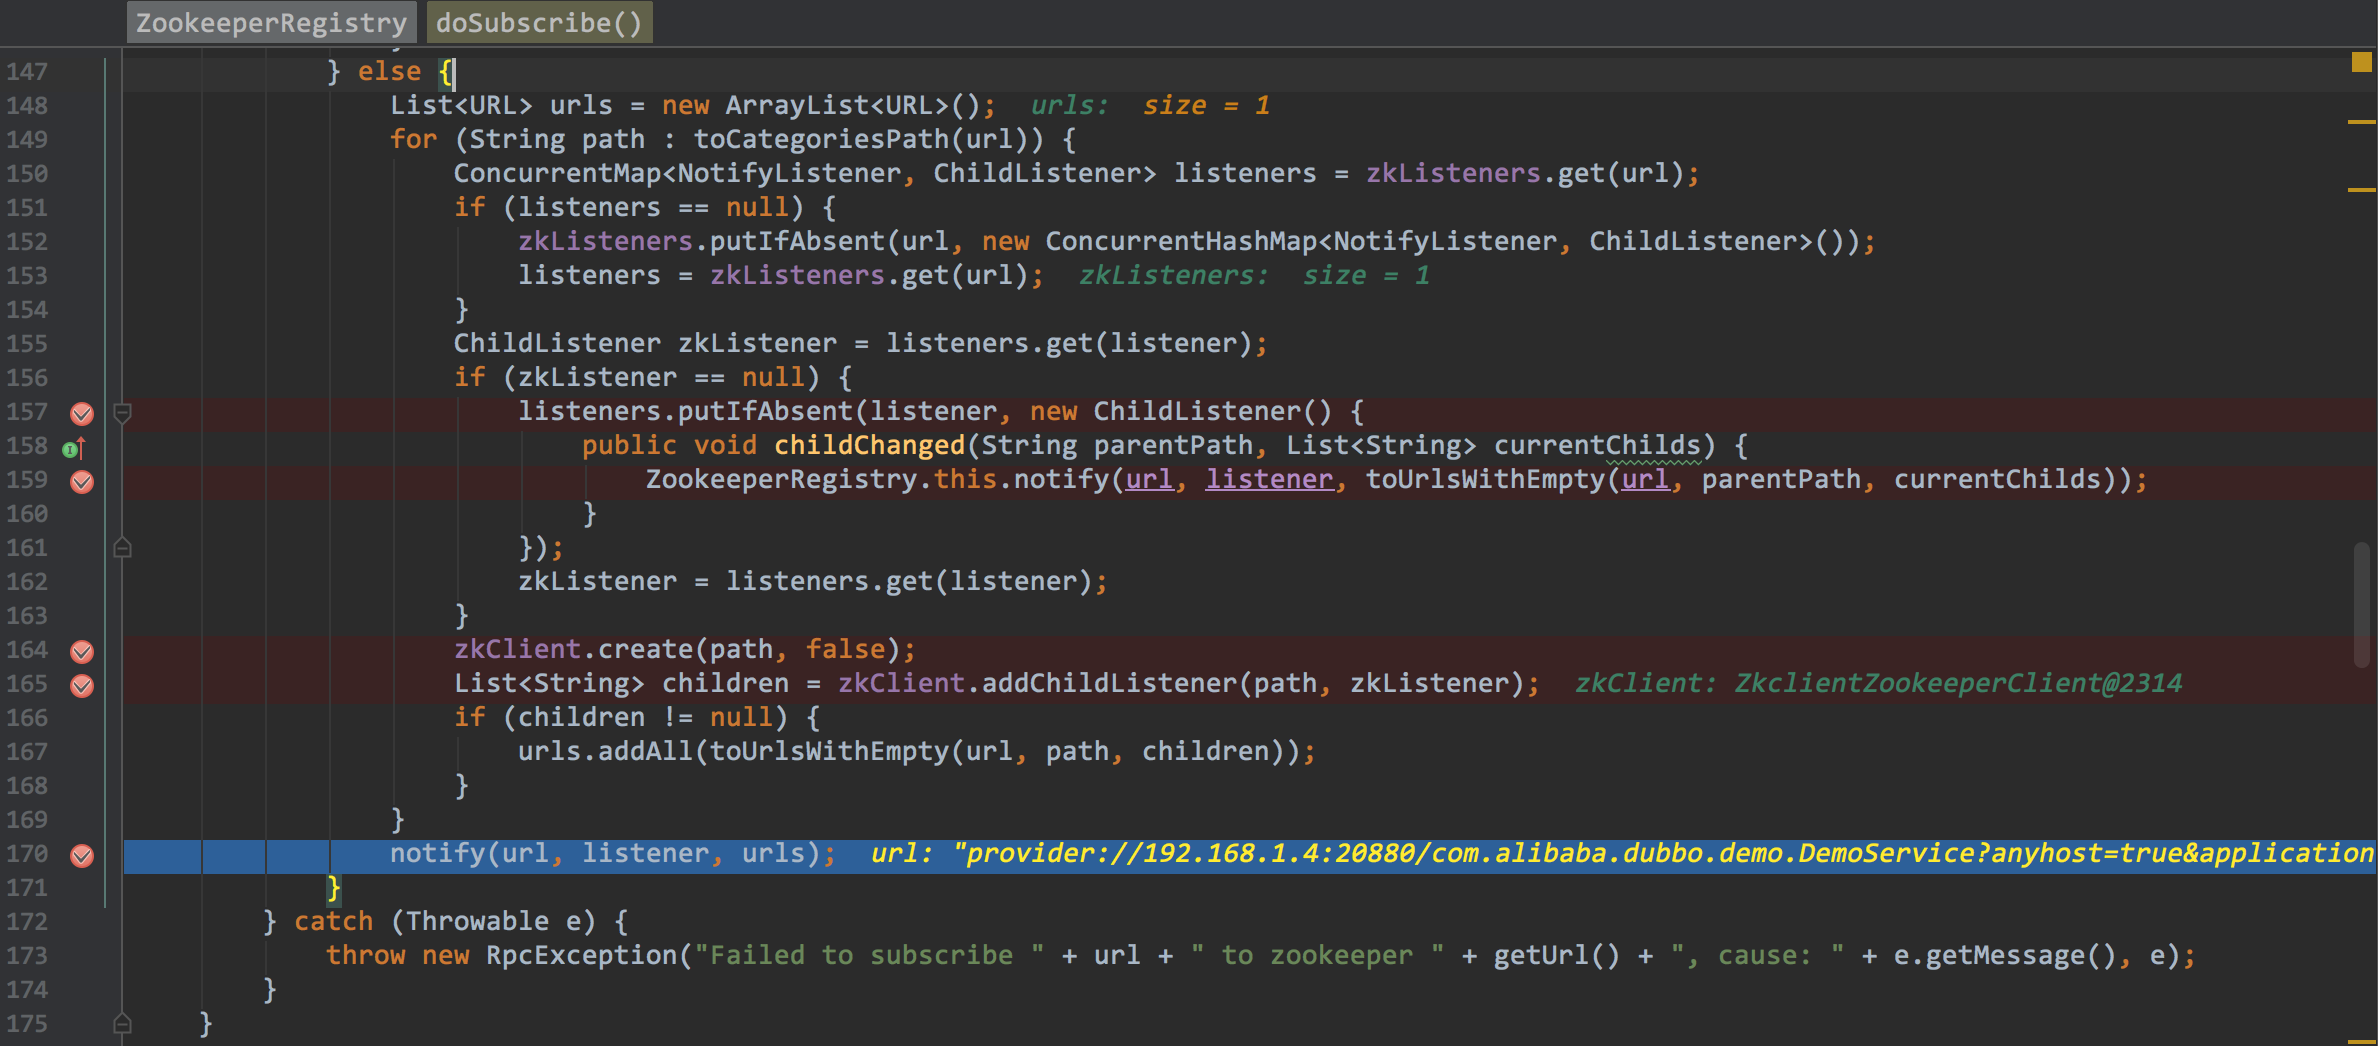 ZookeeperRegistry doSubscribe()
147 } else {
148 List<URL> urls = new ArrayList<URL>(); urls: size = 1
149 for (String path : toCategoriesPath(url)) {
150 ConcurrentMap<NotifyListener, ChildListener> listeners = zkListeners.get(url);
151 if (listeners == null) {
152 zkListeners.putIfAbsent(url, new ConcurrentHashMap<NotifyListener, ChildListener>());
153 listeners = zkListeners.get(url); zkListeners: size = 1
154 }
155 ChildListener zkListener = listeners.get(listener);
156 if (zkListener == null) {
157 listeners.putIfAbsent(listener, new ChildListener() {
158 public void childChanged(String parentPath, List<String> currentChilds) {
159 ZookeeperRegistry.this.notify(url, listener, toUrlsWithEmpty(url, parentPath, currentChilds));
160 }
161 });
162 zkListener = listeners.get(listener);
163 }
164 zkClient.create(path, false);
165 List<String> children = zkClient.addChildListener(path, zkListener); zkClient: ZkclientZookeeperClient@2314
166 if (children != null) {
167 urls.addAll(toUrlsWithEmpty(url, path, children));
168 }
169 }
170 notify(url, listener, urls); url: "provider://192.168.1.4:20880/com.alibaba.dubbo.demo.DemoService?anyhost=true&application
171 }
172 } catch (Throwable e) {
173 throw new RpcException("Failed to subscribe " + url + " to zookeeper " + getUrl() + ", cause: " + e.getMessage(), e);
174 }
175 }